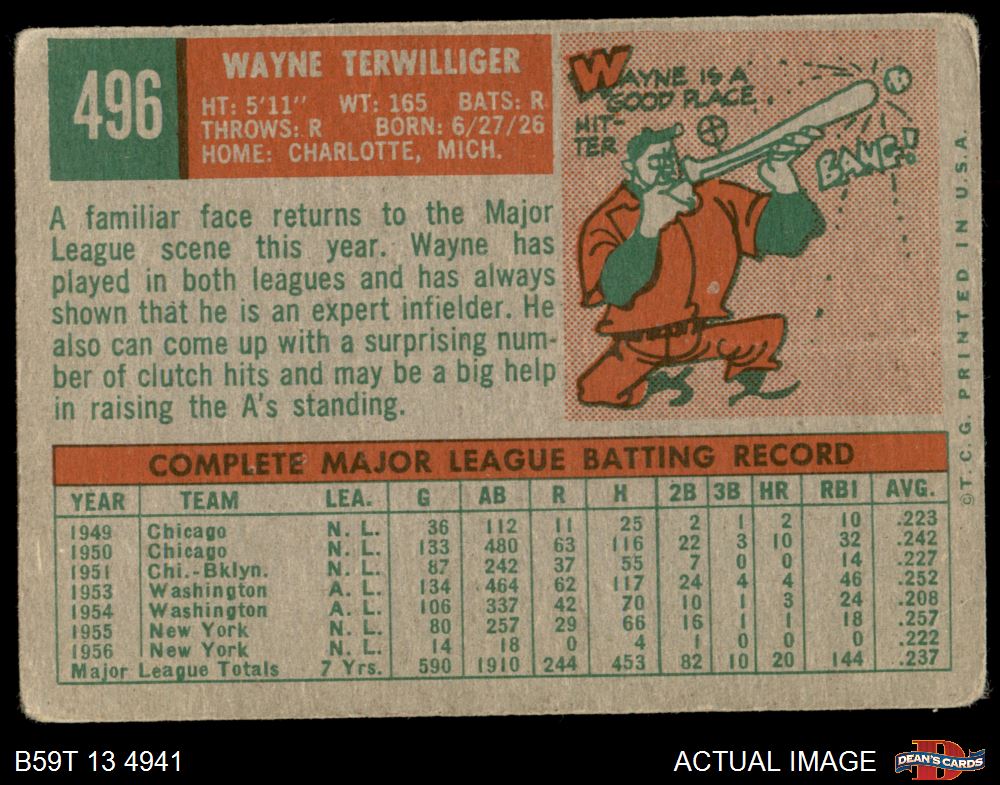 496
WAYNE TERWILLIGER
HT: 5'11" WT: 165 BATS: R
THROWS: R BORN: 6/27/26
HOME: CHARLOTTE, MICH.
A familiar face returns to the Major
League scene this year. Wayne has
played in both leagues and has always
shown that he is an expert infielder. He
also can come up with a surprising num-
ber of clutch hits and may be a big help
in raising the A's standing.
WAYNE IS A
GOOD PLACE
HIT-
TER
BANG!
©T.C.G. PRINTED IN U.S.A.
COMPLETE MAJOR LEAGUE BATTING RECORD
YEAR TEAM LEA. G AB R H 2B 3B HR RBI AVG.
1949 Chicago N. L. 36 112 11 25 2 1 2 10 .223
1950 Chicago N. L. 133 480 63 116 22 3 10 32 .242
1951 Chi.-Bklyn. N. L. 87 242 37 55 7 0 0 14 .227
1953 Washington A. L. 134 464 62 117 24 4 4 46 .252
1954 Washington A. L. 106 337 42 70 10 1 3 24 .208
1955 New York N. L. 80 257 29 66 16 1 1 18 .257
1956 New York N. L. 14 18 0 4 1 0 0 0 .222
Major League Totals 7 Yrs. 590 1910 244 453 82 10 20 144 .237
B59T 13 4941
ACTUAL IMAGE
DEAN'S CARDS